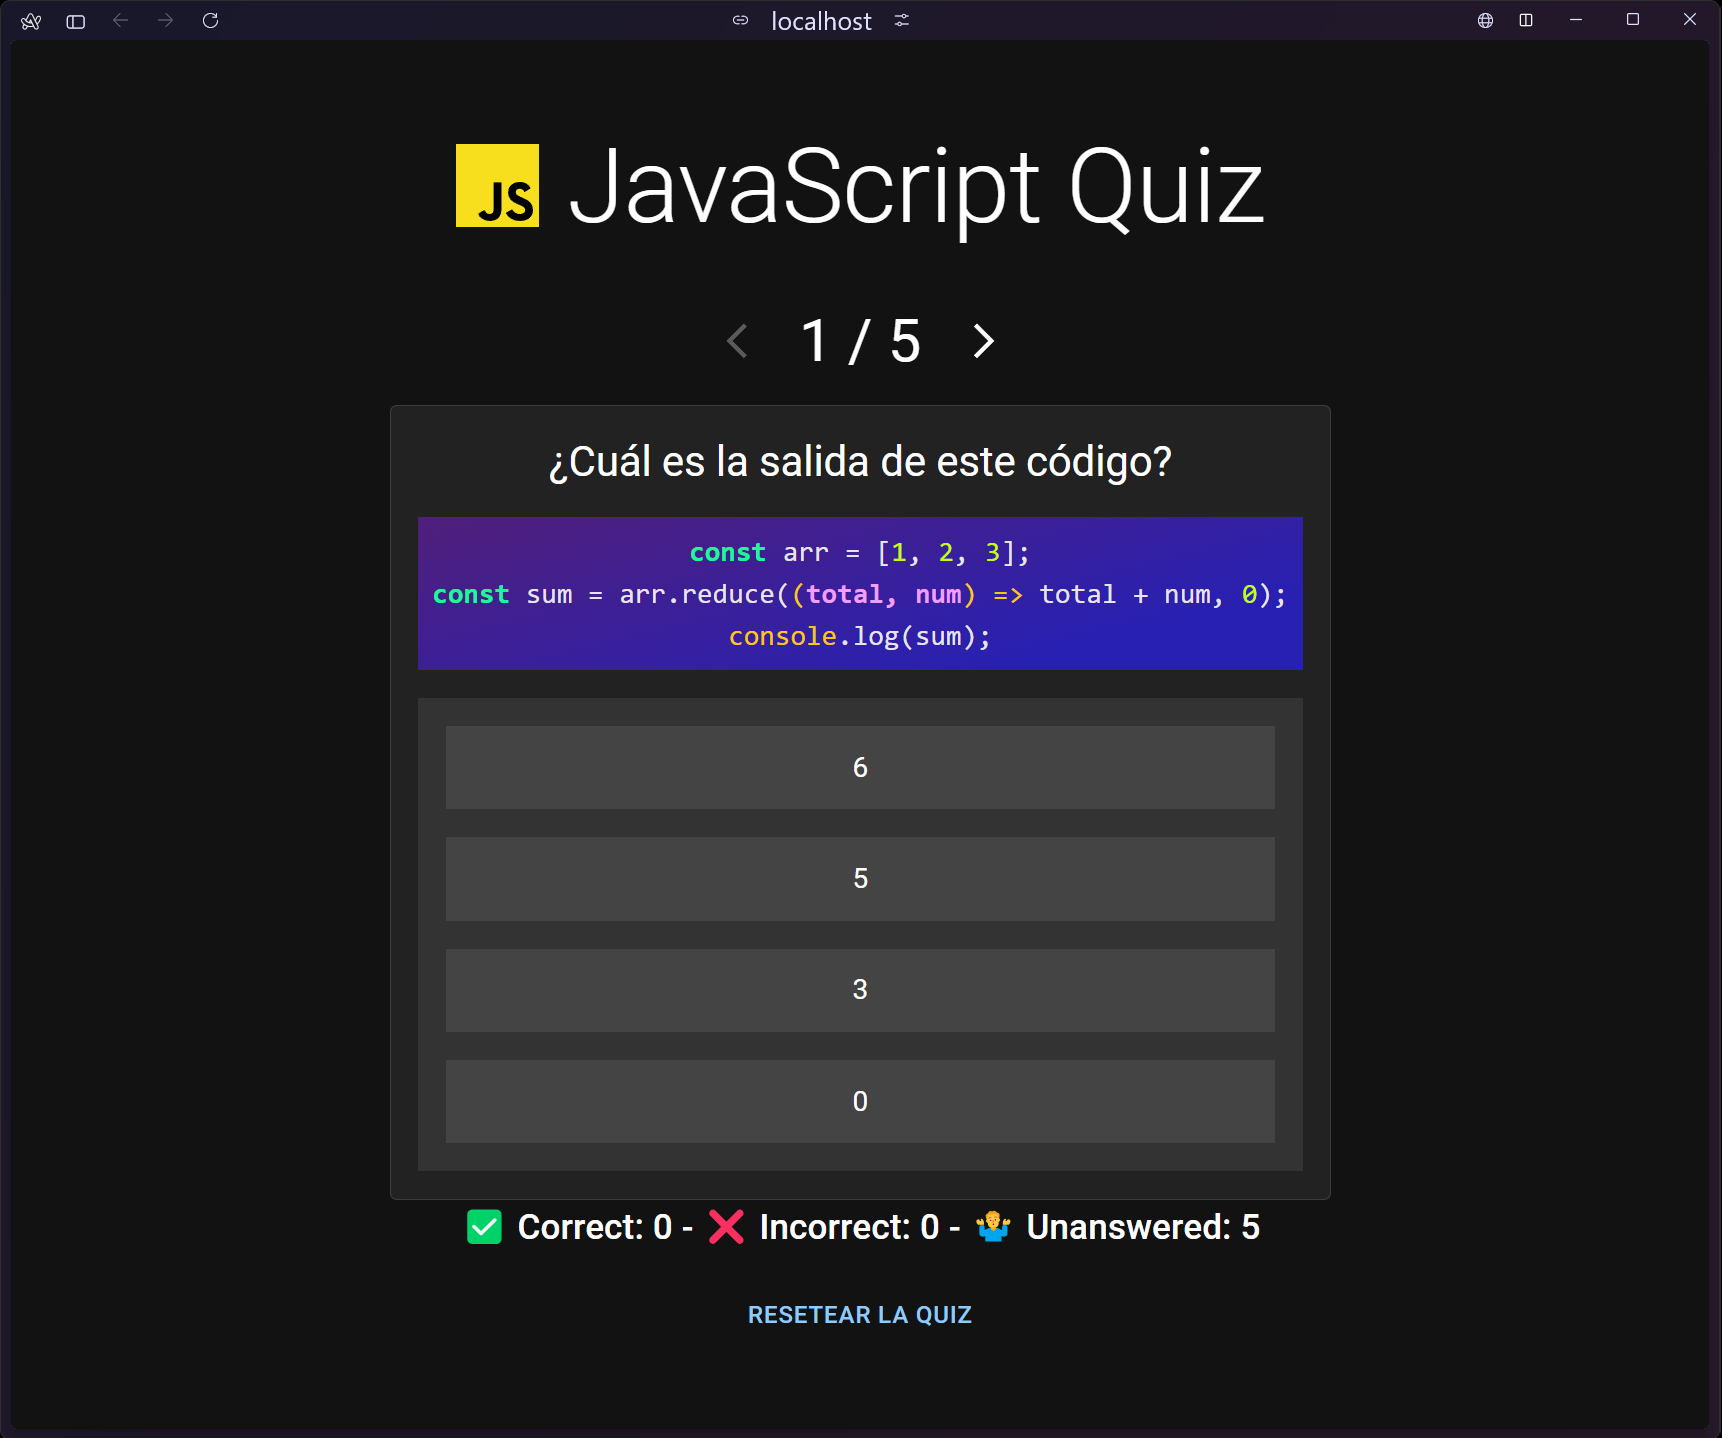 localhost
JS JavaScript Quiz
1 / 5
¿Cuál es la salida de este código?
const arr = [1, 2, 3];
const sum = arr.reduce((total, num) => total + num, 0);
console.log(sum);
6
5
3
0
✅ Correct: 0 - ❌ Incorrect: 0 - 🤷 Unanswered: 5
RESETEAR LA QUIZ